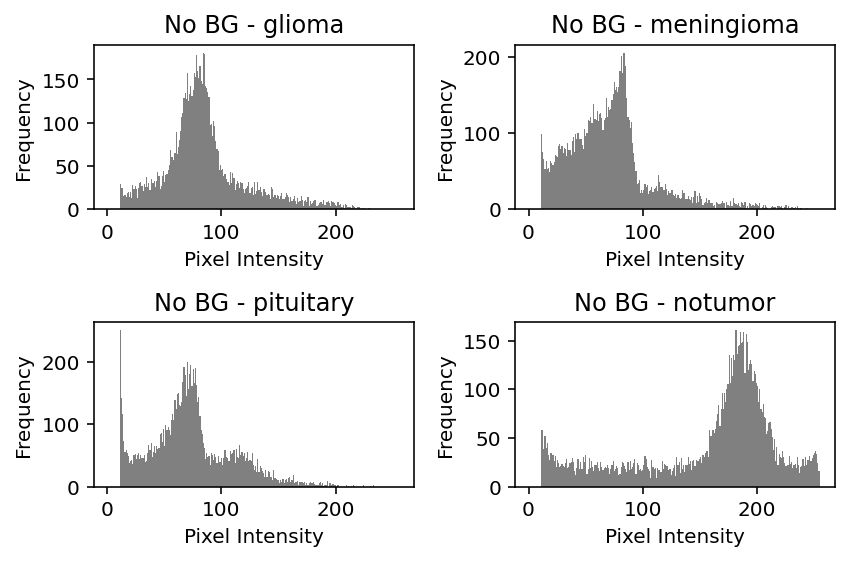 No BG - glioma
150
100
50
0
Frequency
0 100 200
Pixel Intensity
No BG - meningioma
200
100
0
Frequency
0 100 200
Pixel Intensity
No BG - pituitary
200
100
0
Frequency
0 100 200
Pixel Intensity
No BG - notumor
150
100
50
0
Frequency
0 100 200
Pixel Intensity